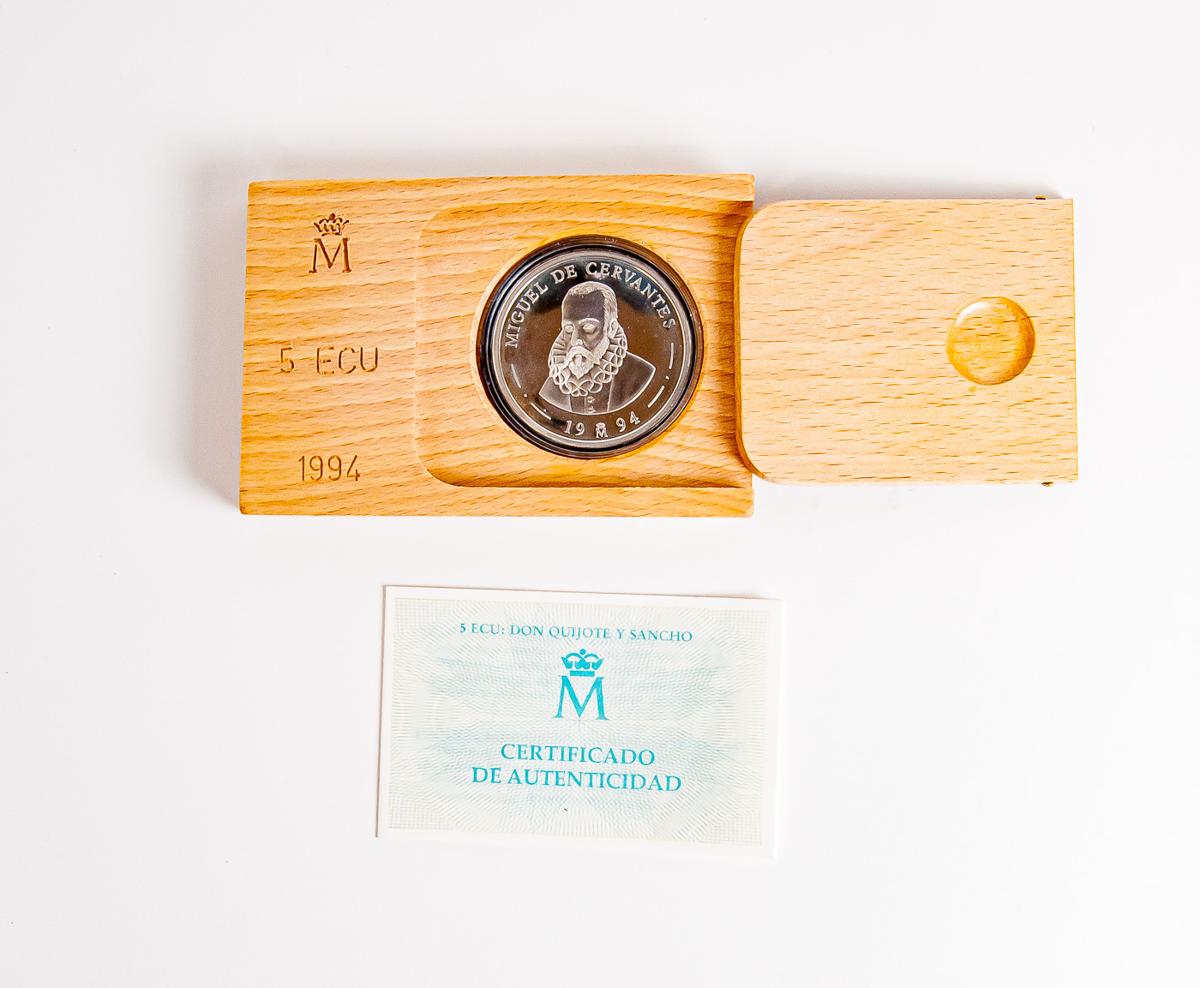 M
5 ECU
1994
MIGUEL DE CERVANTES
19 M 94
5 ECU: DON QUIJOTE Y SANCHO
M
CERTIFICADO
DE AUTENTICIDAD